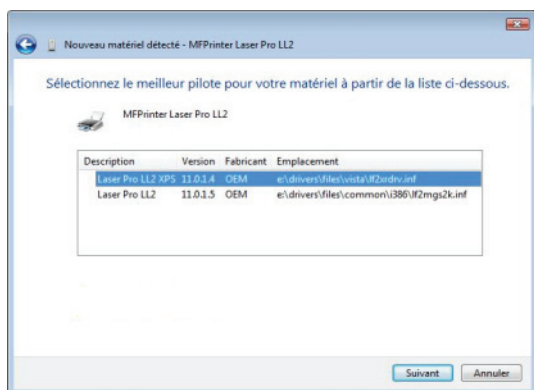 Nouveau matériel détecté - MFPrinter Laser Pro LL2
Sélectionnez le meilleur pilote pour votre matériel à partir de la liste ci-dessous.
MFPrinter Laser Pro LL2
Description Version Fabricant Emplacement
Laser Pro LL2 XPS 11.0.1.4 OEM e:\drivers\files\vista\lf2xrdrv.inf
Laser Pro LL2 11.0.1.5 OEM e:\drivers\files\common\i386\lf2mgs2k.inf
Suivant Annuler